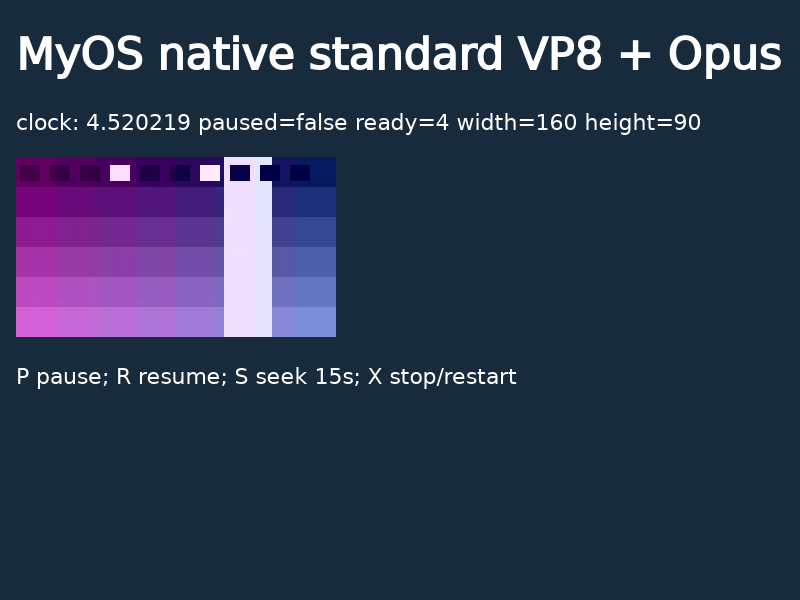 MyOS native standard VP8 + Opus
clock: 4.520219 paused=false ready=4 width=160 height=90
P pause; R resume; S seek 15s; X stop/restart